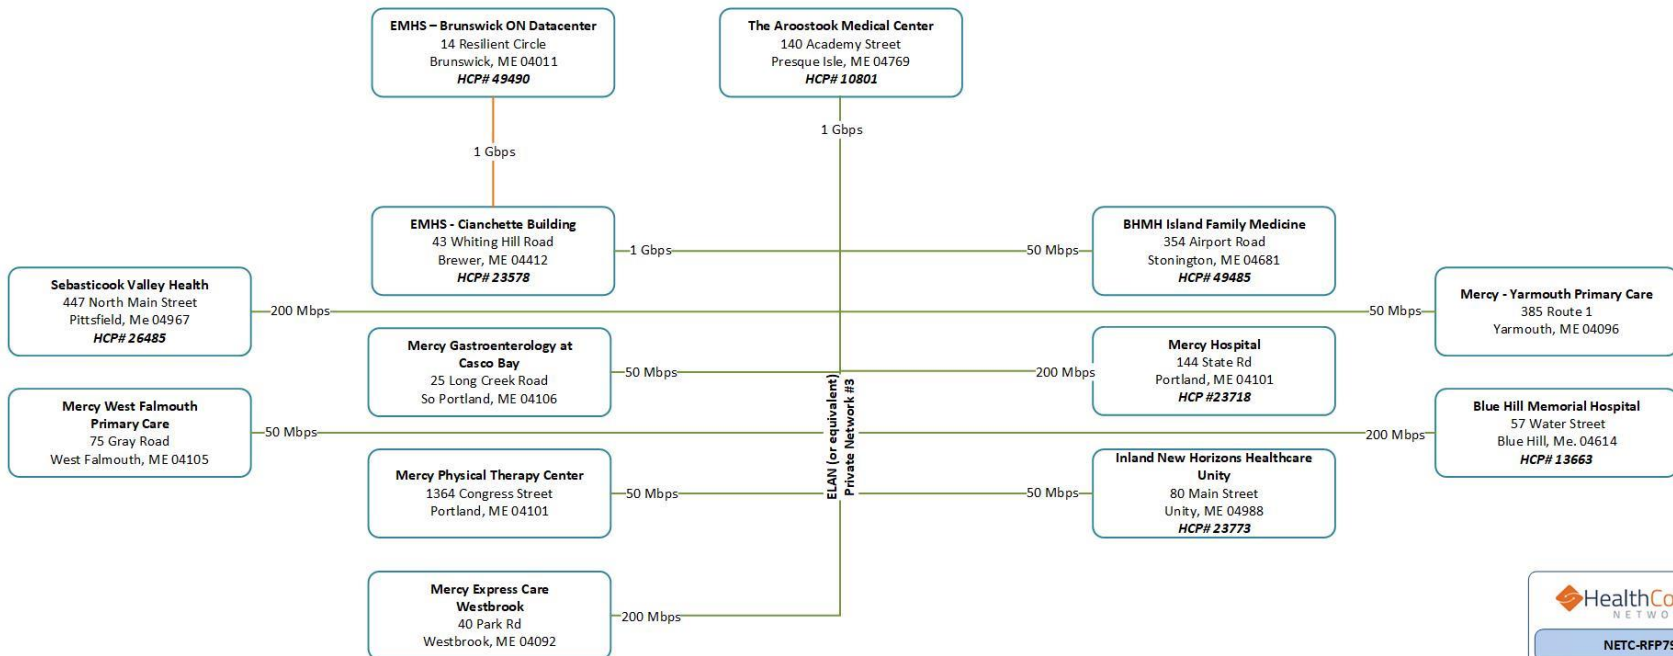 EMHS – Brunswick ON Datacenter
14 Resilient Circle
Brunswick, ME 04011
HCP# 49490
The Aroostook Medical Center
140 Academy Street
Presque Isle, ME 04769
HCP# 10801
1 Gbps
1 Gbps
EMHS - Cianchette Building
43 Whiting Hill Road
Brewer, ME 04412
HCP# 23578
1 Gbps
50 Mbps
BHMH Island Family Medicine
354 Airport Road
Stonington, ME 04681
HCP# 49485
Sebasticook Valley Health
447 North Main Street
Pittsfield, Me 04967
HCP# 26485
200 Mbps
50 Mbps
Mercy - Yarmouth Primary Care
385 Route 1
Yarmouth, ME 04096
Mercy Gastroenterology at
Casco Bay
25 Long Creek Road
So Portland, ME 04106
50 Mbps
200 Mbps
Mercy Hospital
144 State Rd
Portland, ME 04101
HCP #23718
Mercy West Falmouth
Primary Care
75 Gray Road
West Falmouth, ME 04105
50 Mbps
200 Mbps
Blue Hill Memorial Hospital
57 Water Street
Blue Hill, Me. 04614
HCP# 13663
ELAN (or equivalent)
Private Network #3
Mercy Physical Therapy Center
1364 Congress Street
Portland, ME 04101
50 Mbps
50 Mbps
Inland New Horizons Healthcare
Unity
80 Main Street
Unity, ME 04988
HCP# 23773
Mercy Express Care
Westbrook
40 Park Rd
Westbrook, ME 04092
200 Mbps
HealthCo
NETWO
NETC-RFP79